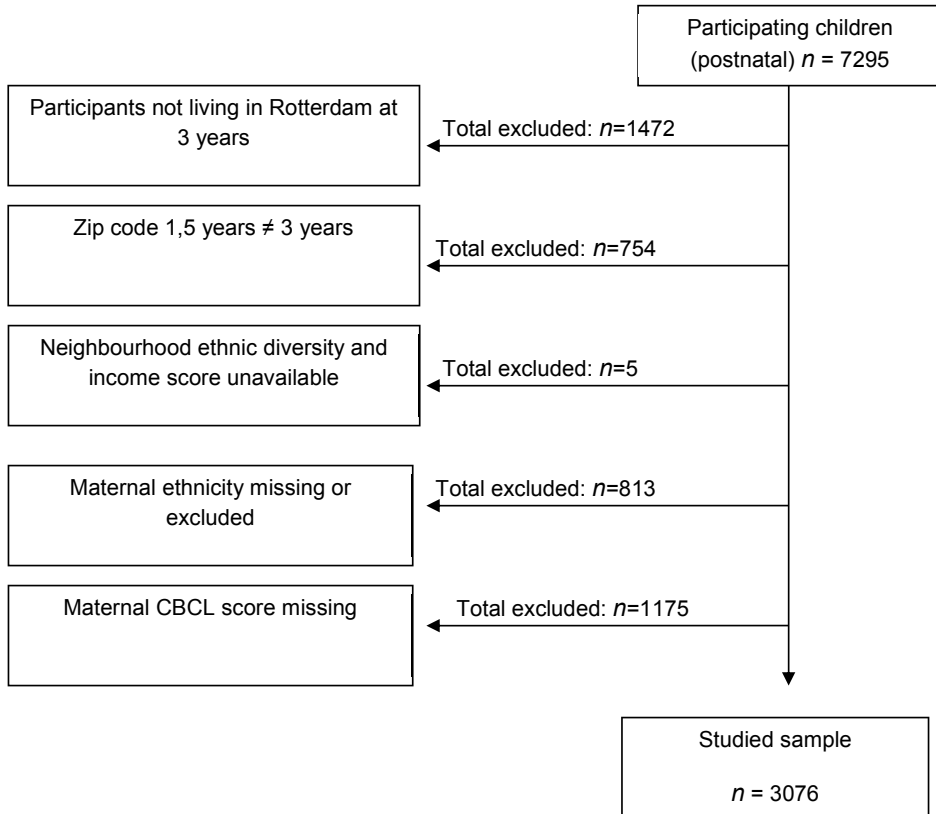 Participating children
(postnatal) n = 7295
Participants not living in Rotterdam at
3 years
Total excluded: n=1472
Zip code 1,5 years ≠ 3 years
Total excluded: n=754
Neighbourhood ethnic diversity and
income score unavailable
Total excluded: n=5
Maternal ethnicity missing or
excluded
Total excluded: n=813
Maternal CBCL score missing
Total excluded: n=1175
Studied sample
n = 3076